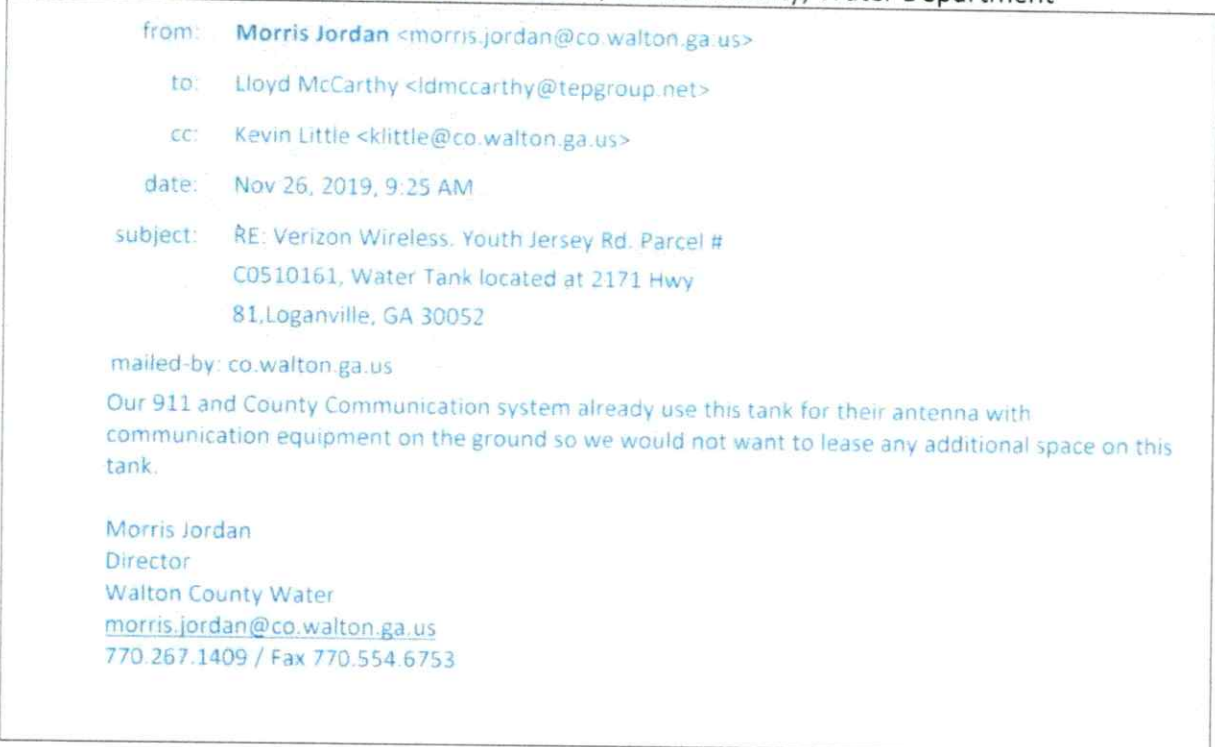 Water Department
from: Morris Jordan <morris.jordan@co.walton.ga.us>
to: Lloyd McCarthy <ldmccarthy@tepgroup.net>
cc: Kevin Little <klittle@co.walton.ga.us>
date: Nov 26, 2019, 9:25 AM
subject: RE: Verizon Wireless. Youth Jersey Rd. Parcel #
C0510161, Water Tank located at 2171 Hwy
81,Loganville, GA 30052
mailed-by: co.walton.ga.us
Our 911 and County Communication system already use this tank for their antenna with
communication equipment on the ground so we would not want to lease any additional space on this
tank.
Morris Jordan
Director
Walton County Water
morris.jordan@co.walton.ga.us
770.267.1409 / Fax 770.554.6753